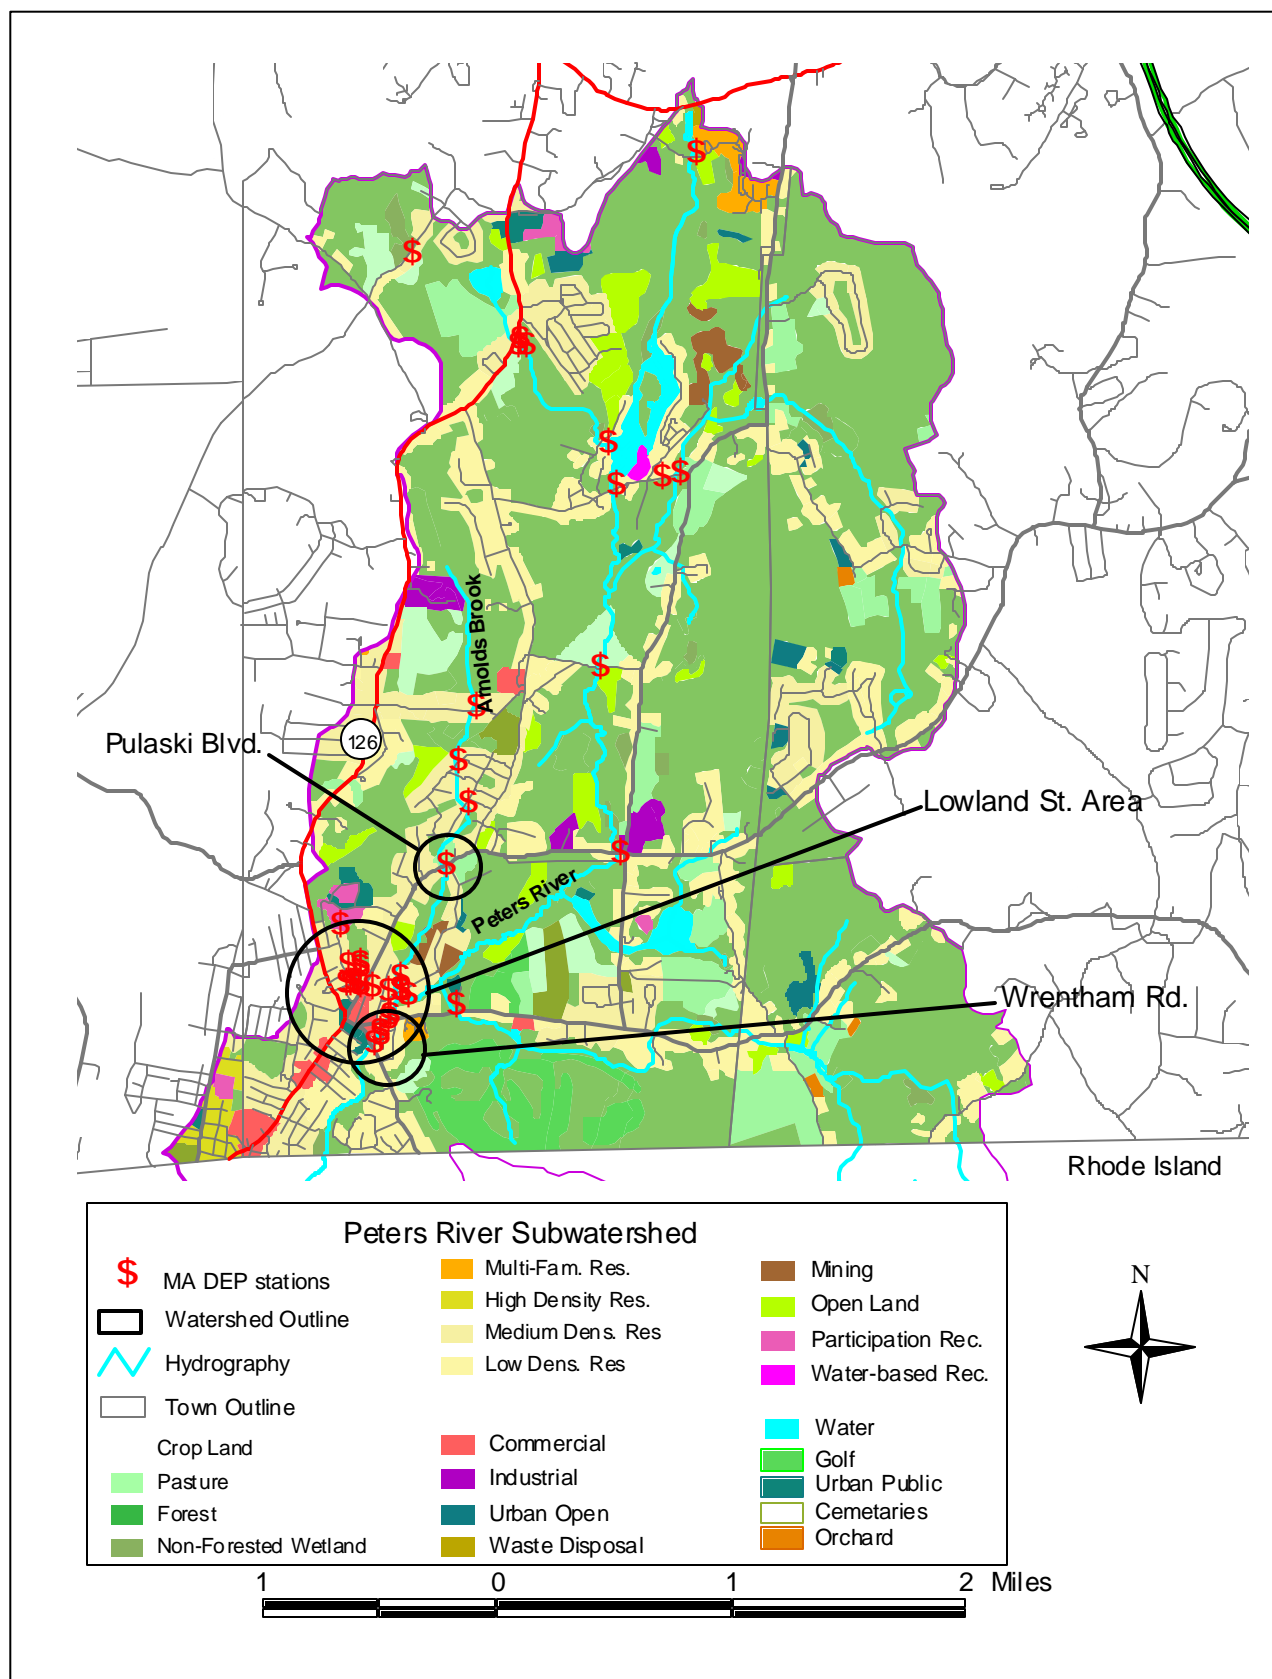 Arnolds Brook
Pulaski Blvd.
126
Lowland St. Area
Peters River
Wrentham Rd.
Rhode Island
Peters River Subwatershed
$ MA DEP stations
Watershed Outline
Hydrography
Town Outline
Crop Land
Pasture
Forest
Non-Forested Wetland
Multi-Fam. Res.
High Density Res.
Medium Dens. Res
Low Dens. Res
Commercial
Industrial
Urban Open
Waste Disposal
Mining
Open Land
Participation Rec.
Water-based Rec.
Water
Golf
Urban Public
Cemetaries
Orchard
N
1 0 1 2 Miles